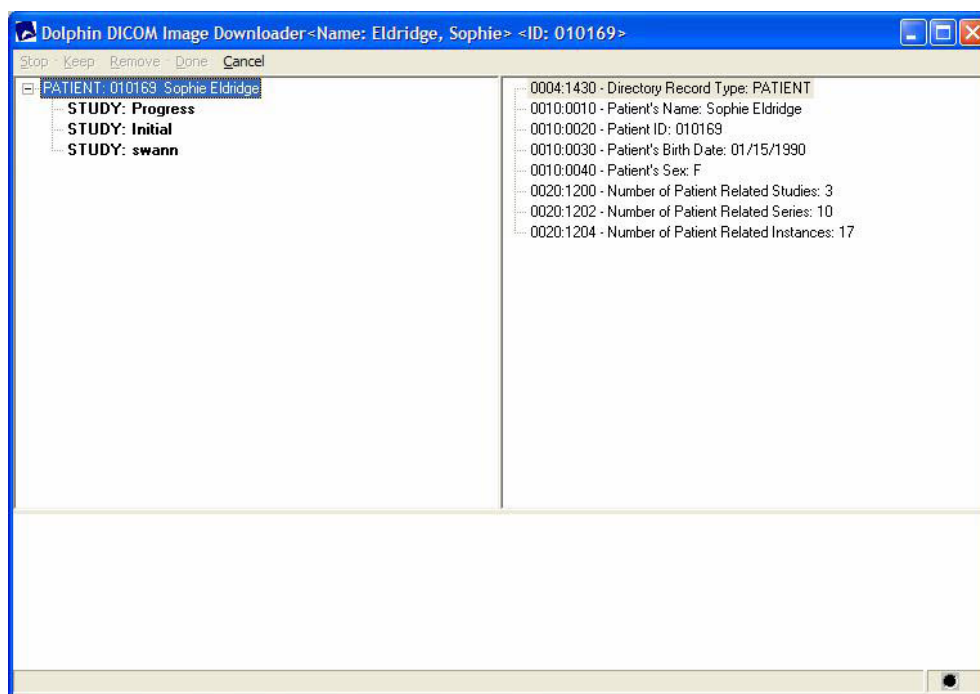 Dolphin DICOM Image Downloader<Name: Eldridge, Sophie> <ID: 010169>
Stop Keep Remove Done Cancel
PATIENT: 010169 Sophie Eldridge
STUDY: Progress
STUDY: Initial
STUDY: swann
0004:1430 - Directory Record Type: PATIENT
0010:0010 - Patient's Name: Sophie Eldridge
0010:0020 - Patient ID: 010169
0010:0030 - Patient's Birth Date: 01/15/1990
0010:0040 - Patient's Sex: F
0020:1200 - Number of Patient Related Studies: 3
0020:1202 - Number of Patient Related Series: 10
0020:1204 - Number of Patient Related Instances: 17